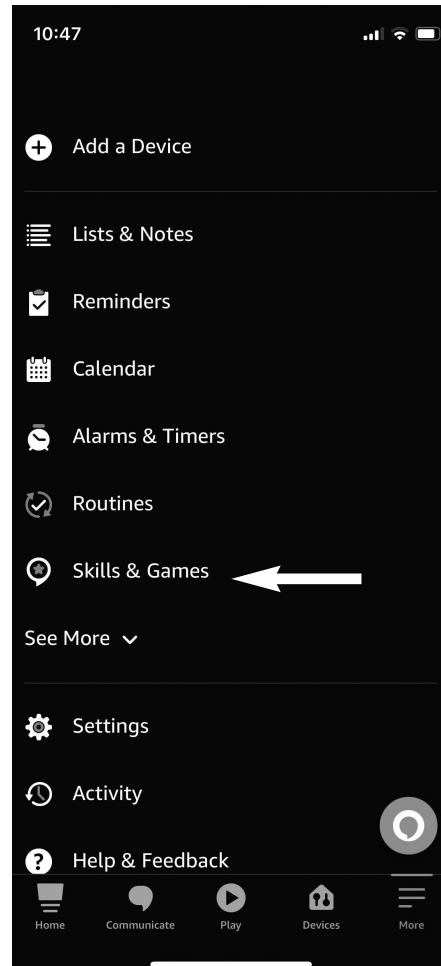 10:47
Add a Device
Lists & Notes
Reminders
Calendar
Alarms & Timers
Routines
Skills & Games
See More
Settings
Activity
Help & Feedback
Home Communicate Play Devices More